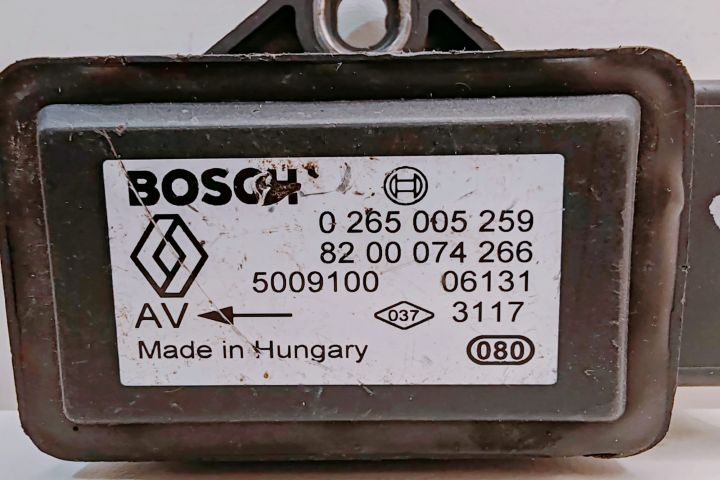 BOSCH
0 265 005 259
82 00 074 266
5009100 06131
AV 037 3117
Made in Hungary 080